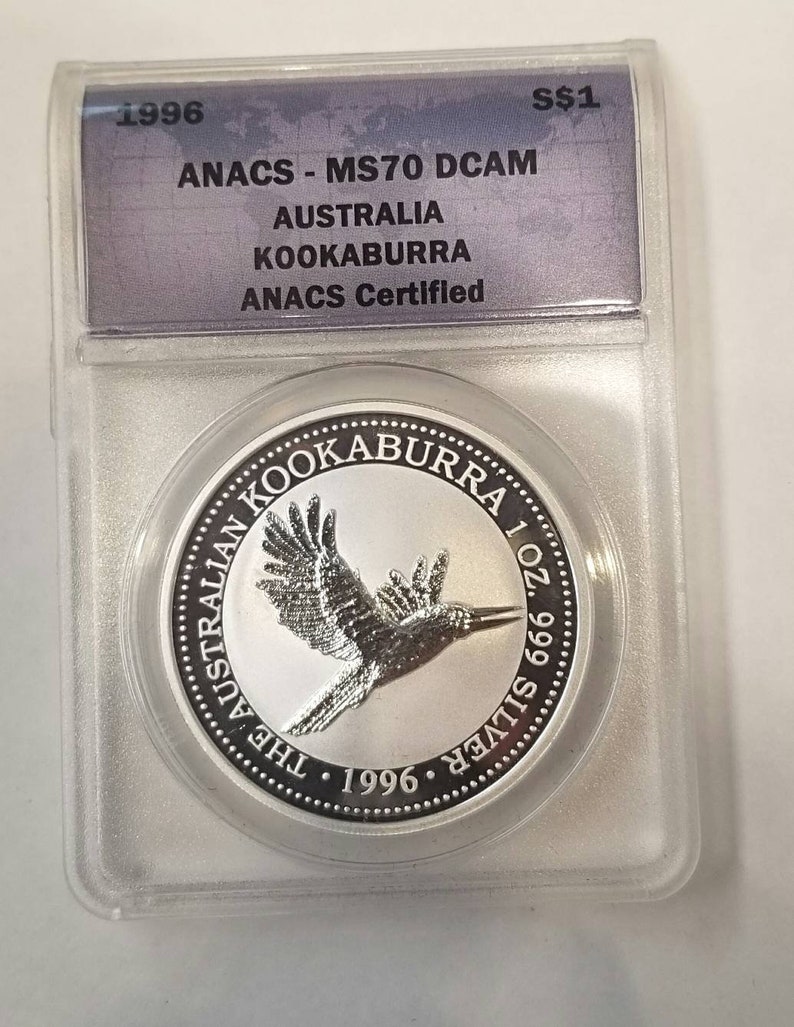 1996 S$1
ANACS - MS70 DCAM
AUSTRALIA
KOOKABURRA
ANACS Certified
THE AUSTRALIAN KOOKABURRA 1 OZ. 999 SILVER
· 1996 ·